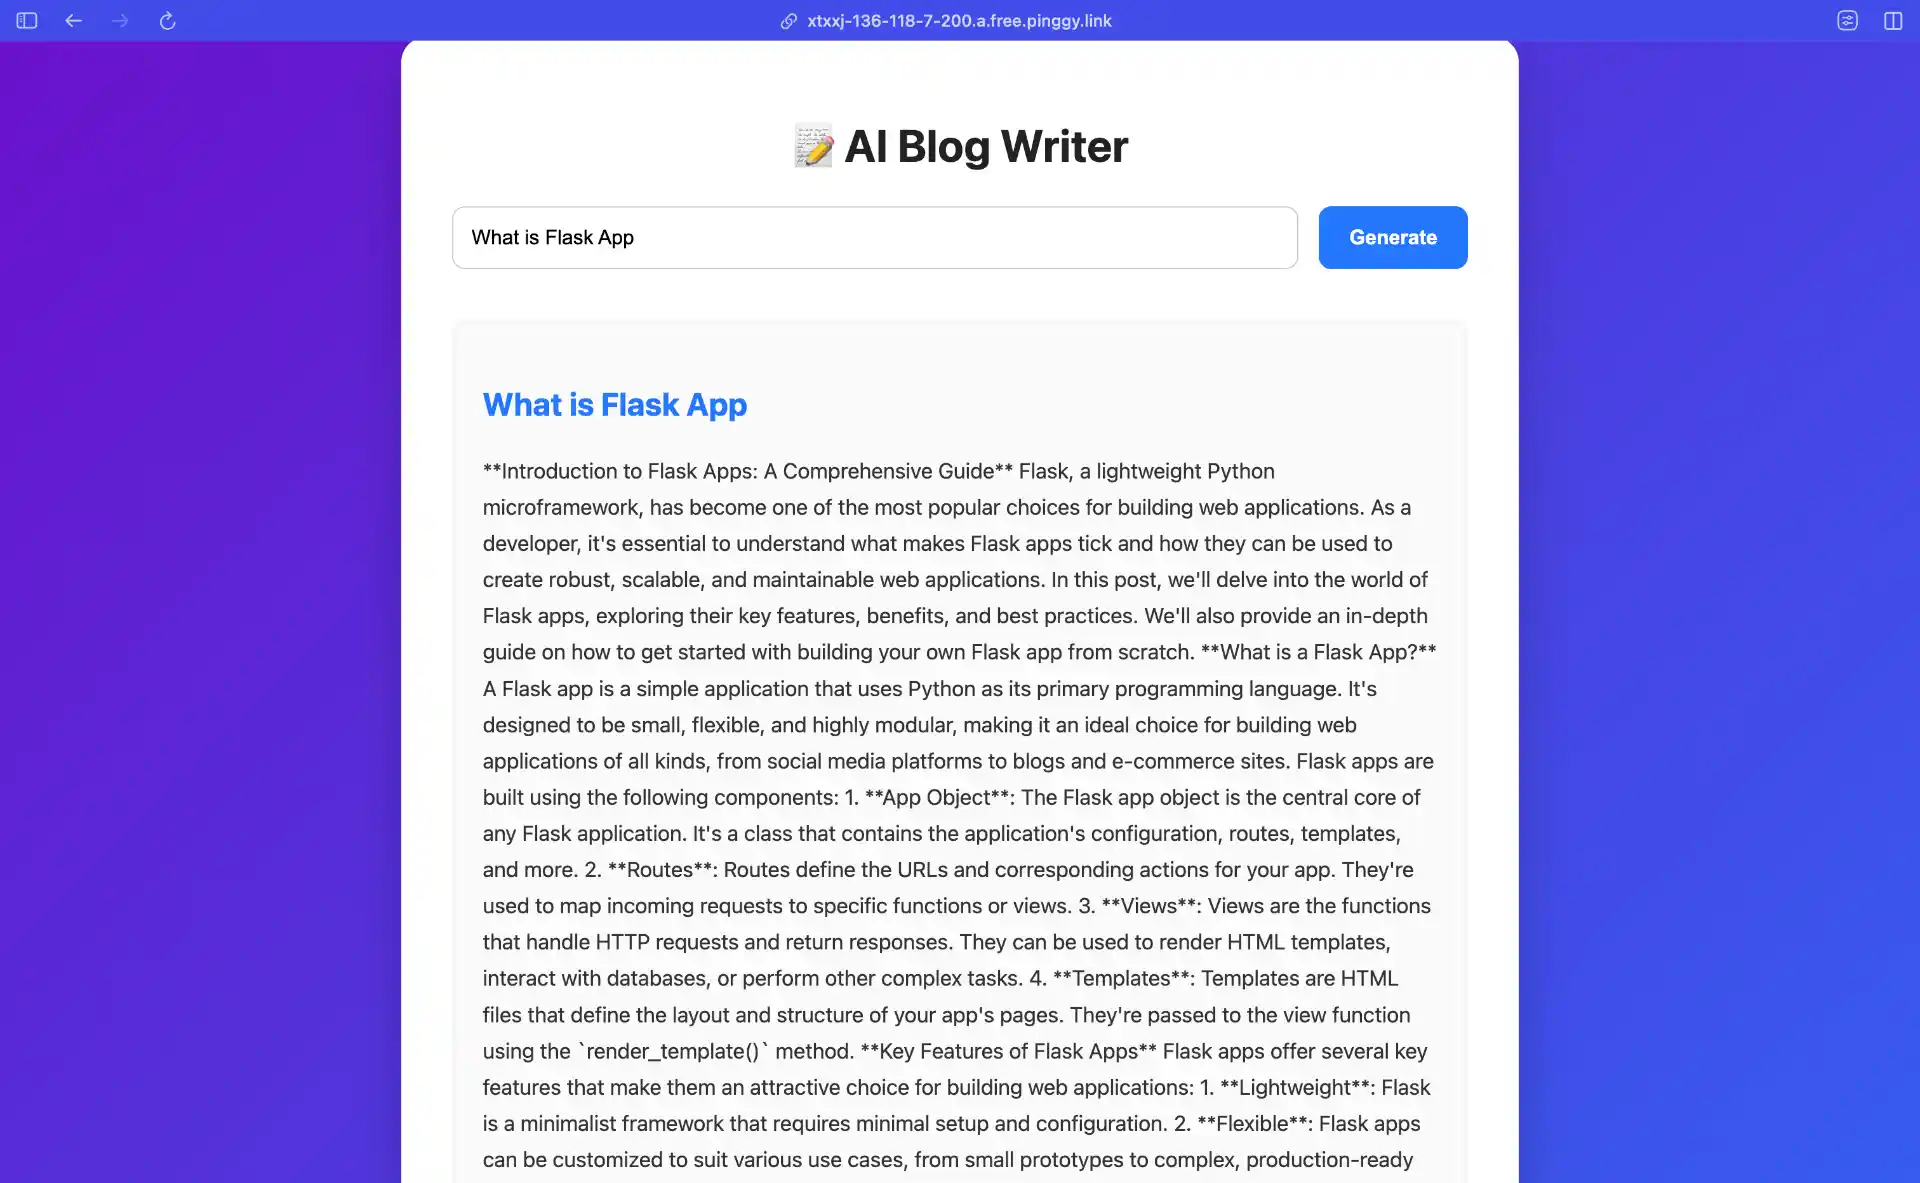 xtxxj-136-118-7-200.a.free.pinggy.link
AI Blog Writer
What is Flask App
Generate
What is Flask App
**Introduction to Flask Apps: A Comprehensive Guide** Flask, a lightweight Python
microframework, has become one of the most popular choices for building web applications. As a
developer, it's essential to understand what makes Flask apps tick and how they can be used to
create robust, scalable, and maintainable web applications. In this post, we'll delve into the world of
Flask apps, exploring their key features, benefits, and best practices. We'll also provide an in-depth
guide on how to get started with building your own Flask app from scratch. **What is a Flask App?**
A Flask app is a simple application that uses Python as its primary programming language. It's
designed to be small, flexible, and highly modular, making it an ideal choice for building web
applications of all kinds, from social media platforms to blogs and e-commerce sites. Flask apps are
built using the following components: 1. **App Object**: The Flask app object is the central core of
any Flask application. It's a class that contains the application's configuration, routes, templates,
and more. 2. **Routes**: Routes define the URLs and corresponding actions for your app. They're
used to map incoming requests to specific functions or views. 3. **Views**: Views are the functions
that handle HTTP requests and return responses. They can be used to render HTML templates,
interact with databases, or perform other complex tasks. 4. **Templates**: Templates are HTML
files that define the layout and structure of your app's pages. They're passed to the view function
using the `render_template()` method. **Key Features of Flask Apps** Flask apps offer several key
features that make them an attractive choice for building web applications: 1. **Lightweight**: Flask
is a minimalist framework that requires minimal setup and configuration. 2. **Flexible**: Flask apps
can be customized to suit various use cases, from small prototypes to complex, production-ready